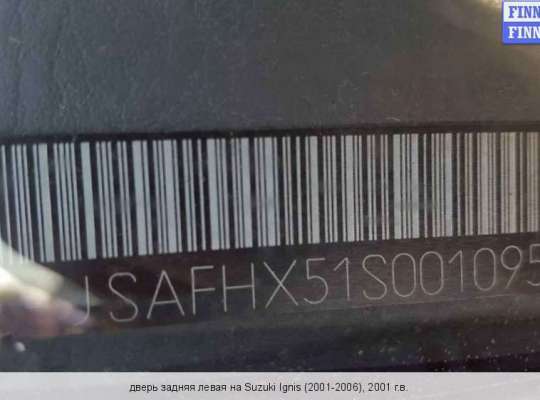 FINN
FINN
JSAFHX51S001095
дверь задняя левая на Suzuki Ignis (2001-2006), 2001 г.в.